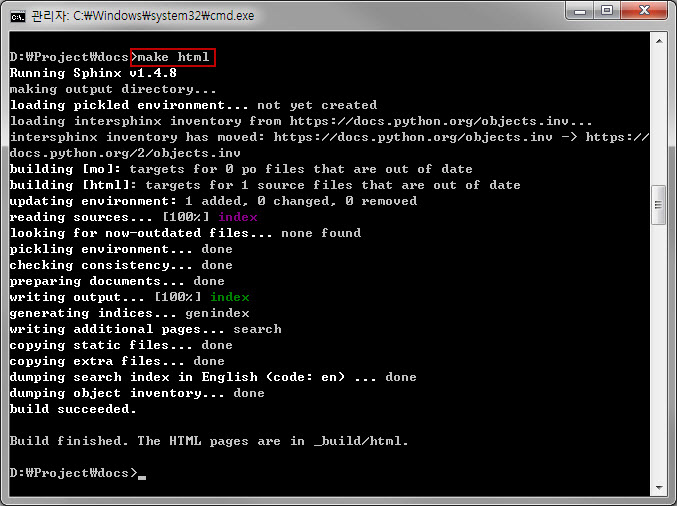 관리자: C:₩Windows₩system32₩cmd.exe
D:₩Project₩docs>make html
Running Sphinx v1.4.8
making output directory...
loading pickled environment... not yet created
loading intersphinx inventory from https://docs.python.org/objects.inv...
intersphinx inventory has moved: https://docs.python.org/objects.inv -> https://
docs.python.org/2/objects.inv
building [mo]: targets for 0 po files that are out of date
building [html]: targets for 1 source files that are out of date
updating environment: 1 added, 0 changed, 0 removed
reading sources... [100%] index
looking for now-outdated files... none found
pickling environment... done
checking consistency... done
preparing documents... done
writing output... [100%] index
generating indices... genindex
writing additional pages... search
copying static files... done
copying extra files... done
dumping search index in English (code: en) ... done
dumping object inventory... done
build succeeded.
Build finished. The HTML pages are in _build/html.
D:₩Project₩docs>_